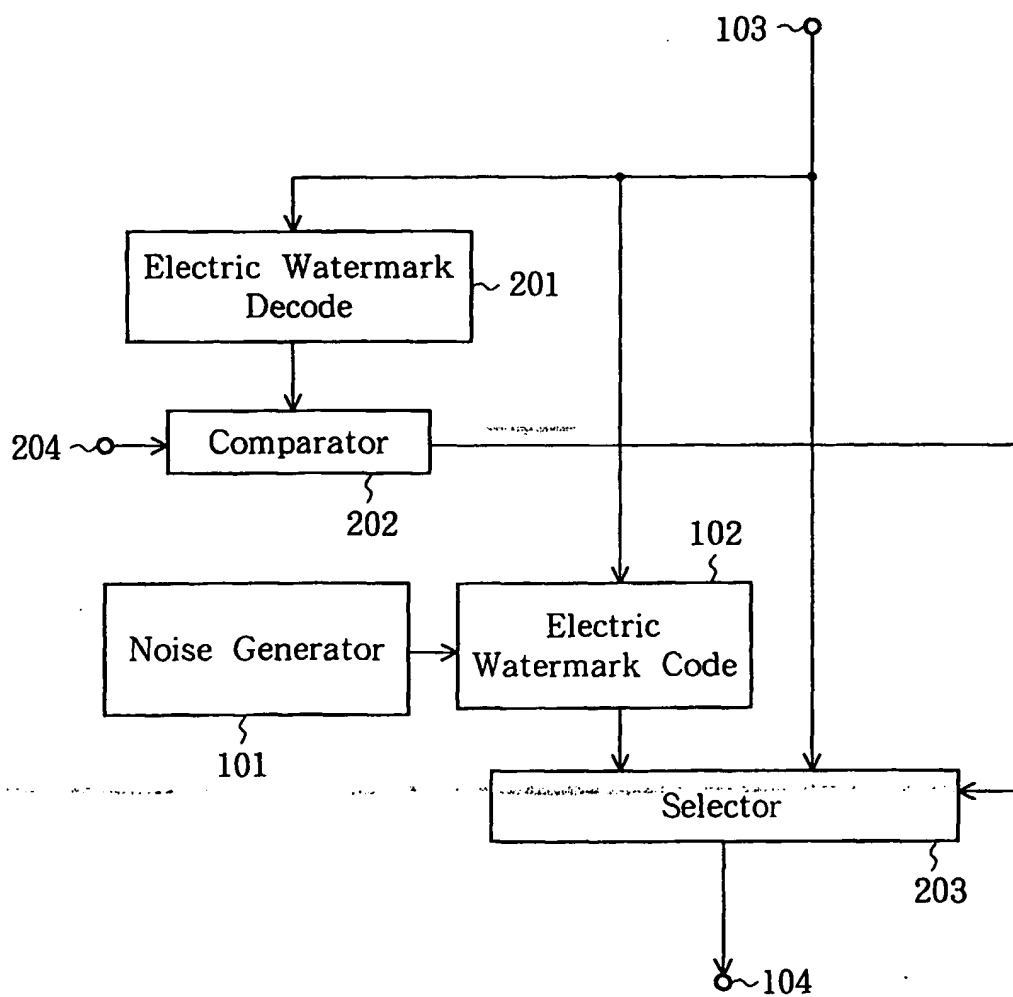 103
Electric Watermark
Decode
201
204
Comparator
202
102
Noise Generator
Electric
Watermark Code
101
Selector
203
104